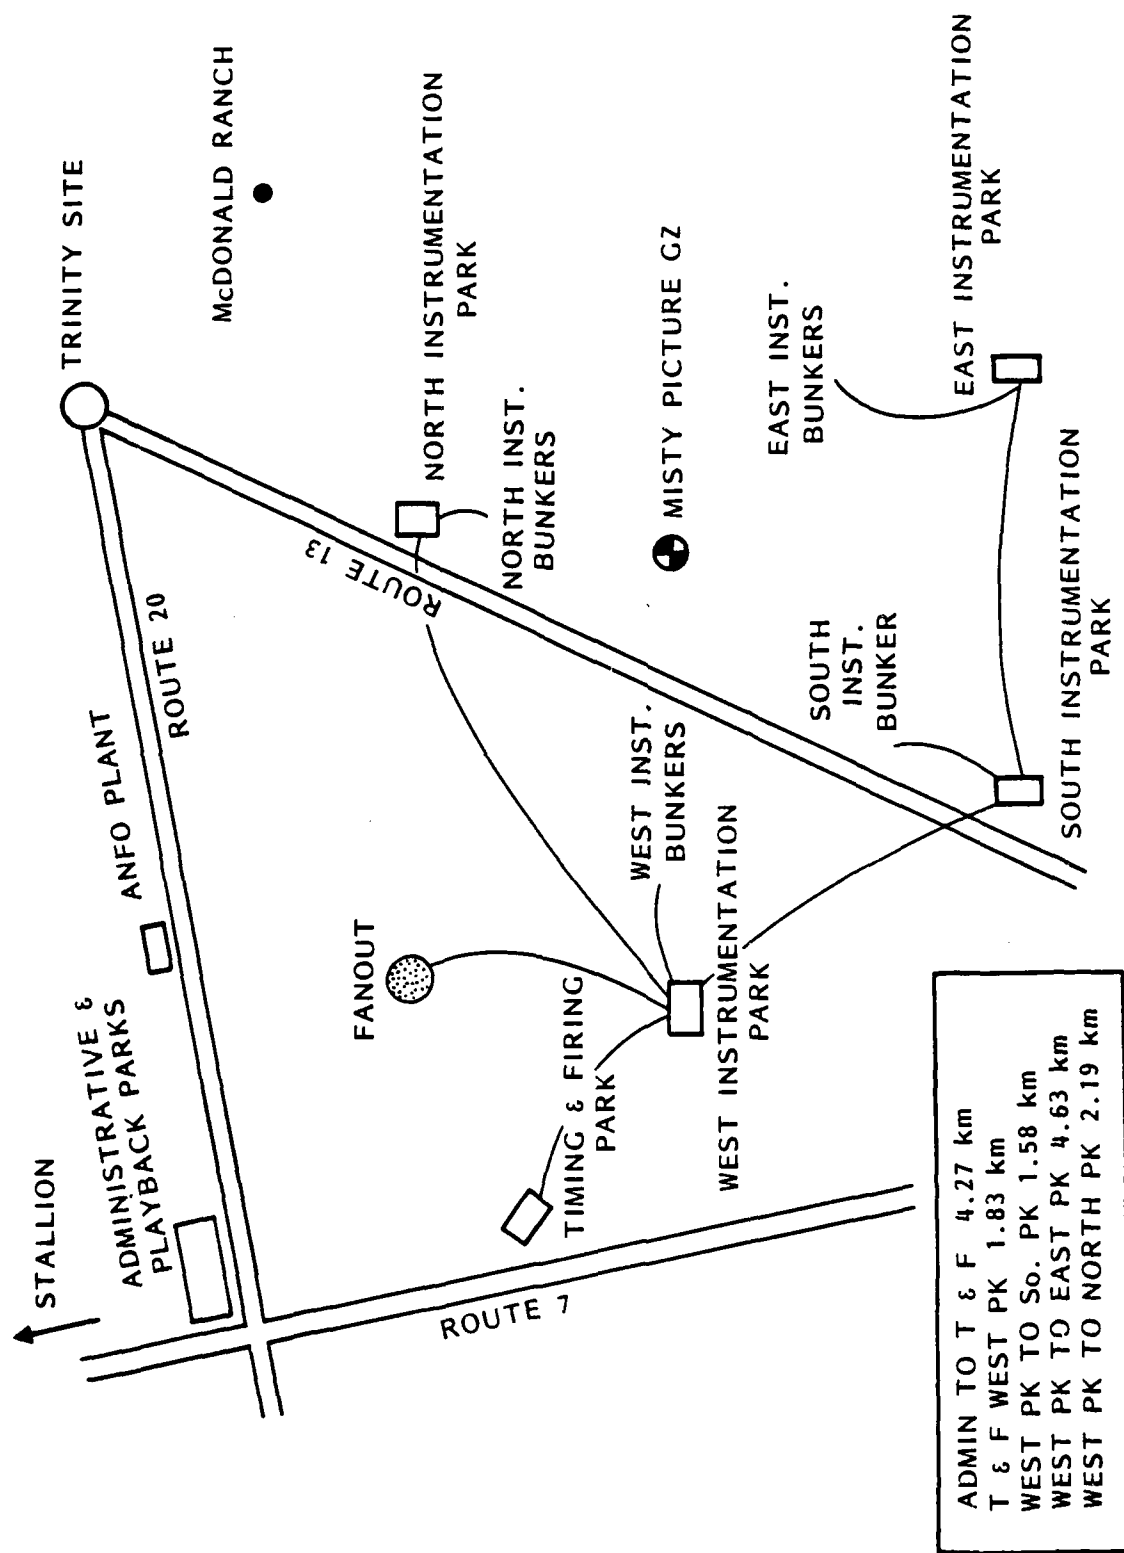 STALLION
ADMINISTRATIVE &
PLAYBACK PARKS
ANFO PLANT
ROUTE 20
TRINITY SITE
McDONALD RANCH
ROUTE 13
NORTH INSTRUMENTATION
PARK
NORTH INST.
BUNKERS
FANOUT
MISTY PICTURE GZ
ROUTE 7
TIMING & FIRING
PARK
WEST INST.
BUNKERS
WEST INSTRUMENTATION
PARK
SOUTH
INST.
BUNKER
EAST INST.
BUNKERS
EAST INSTRUMENTATION
PARK
SOUTH INSTRUMENTATION
PARK
ADMIN TO T & F 4.27 km
T & F WEST PK 1.83 km
WEST PK TO So. PK 1.58 km
WEST PK TO EAST PK 4.63 km
WEST PK TO NORTH PK 2.19 km